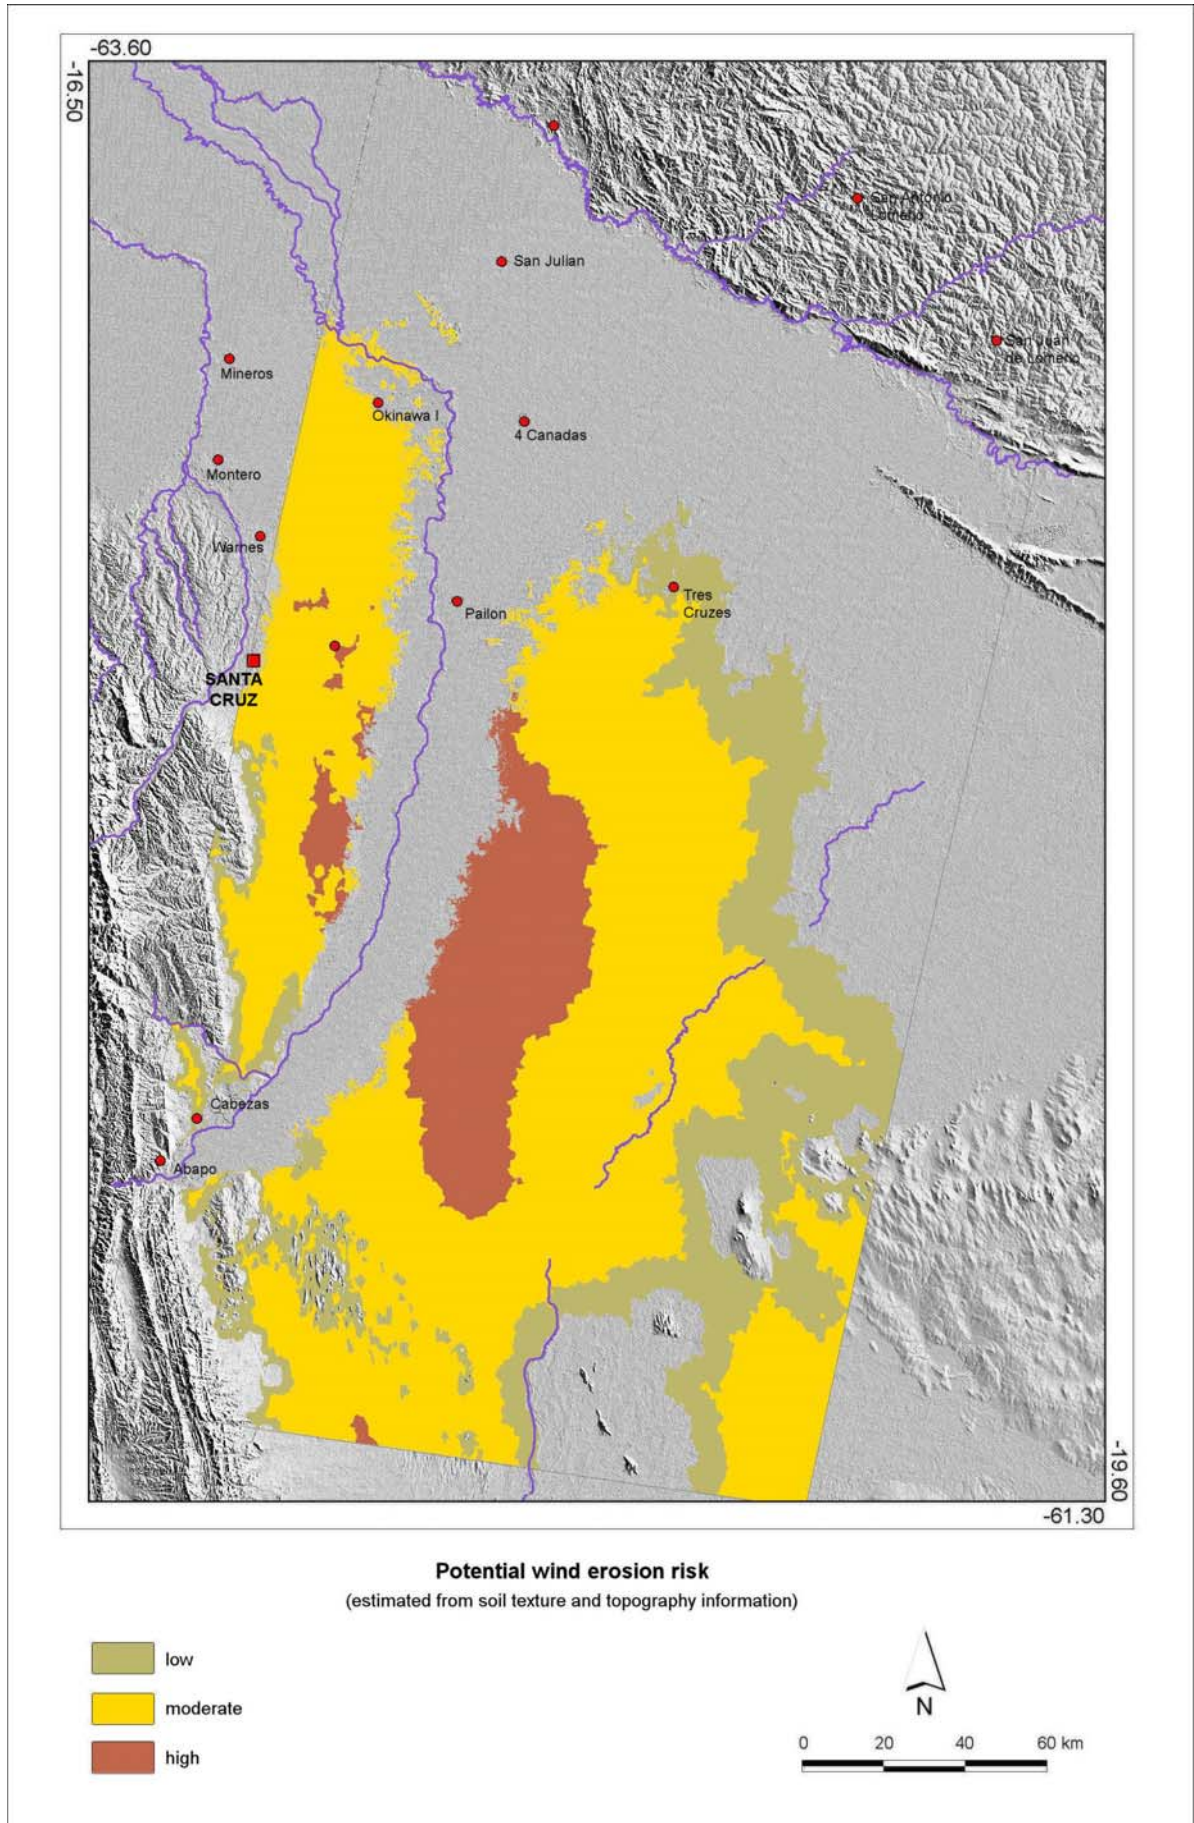 -63.60
-16.50
San Antonio
Lomerio
San Julian
San Juan
de Lomerio
Mineros
Okinawa I
4 Canadas
Montero
Warnes
Tres
Cruzes
Pailon
SANTA
CRUZ
Cabezas
Abapo
-19.60
-61.30
Potential wind erosion risk
(estimated from soil texture and topography information)
low
moderate
high
N
0 20 40 60 km